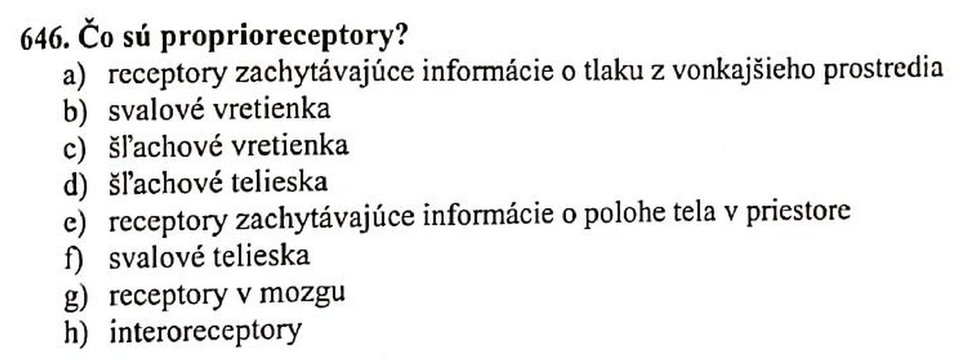 646. Čo sú proprioreceptory?
a) receptory zachytávajúce informácie o tlaku z vonkajšieho prostredia
b) svalové vretienka
c) šľachové vretienka
d) šľachové telieska
e) receptory zachytávajúce informácie o polohe tela v priestore
f) svalové telieska
g) receptory v mozgu
h) interoreceptory